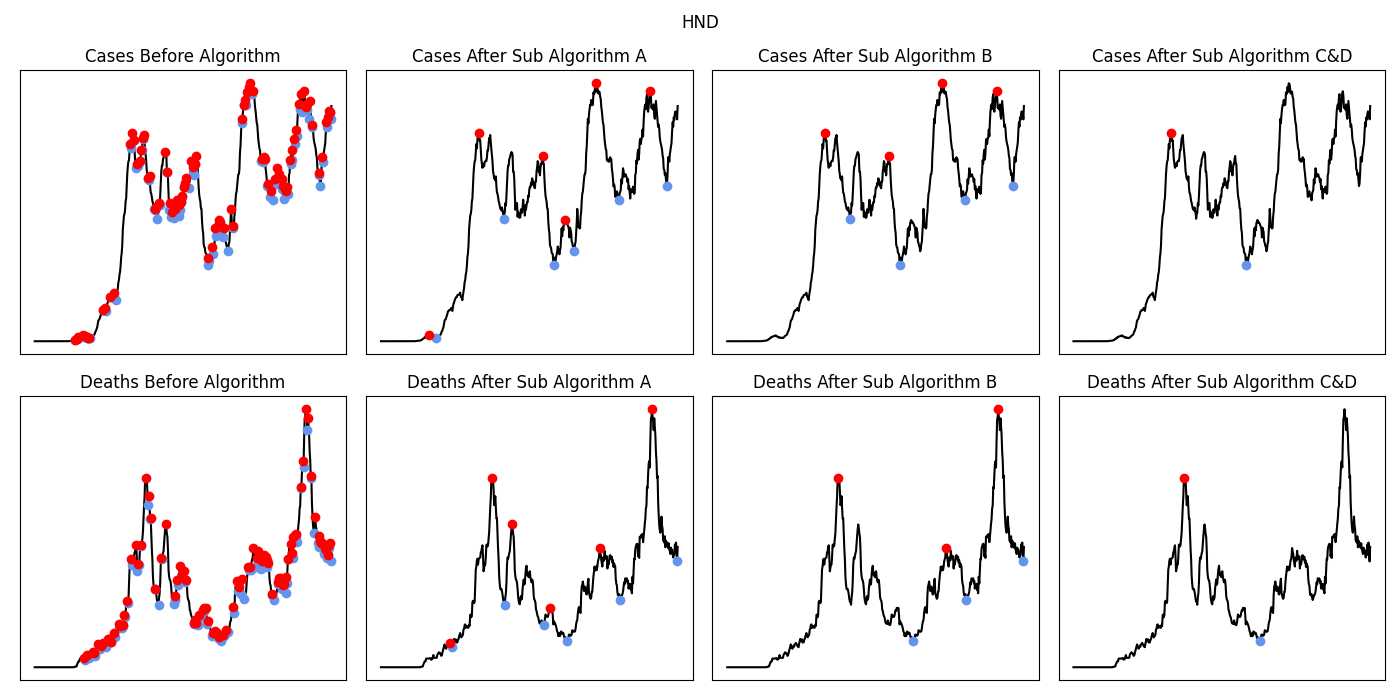 HND
Cases Before Algorithm
Cases After Sub Algorithm A
Cases After Sub Algorithm B
Cases After Sub Algorithm C&D
Deaths Before Algorithm
Deaths After Sub Algorithm A
Deaths After Sub Algorithm B
Deaths After Sub Algorithm C&D